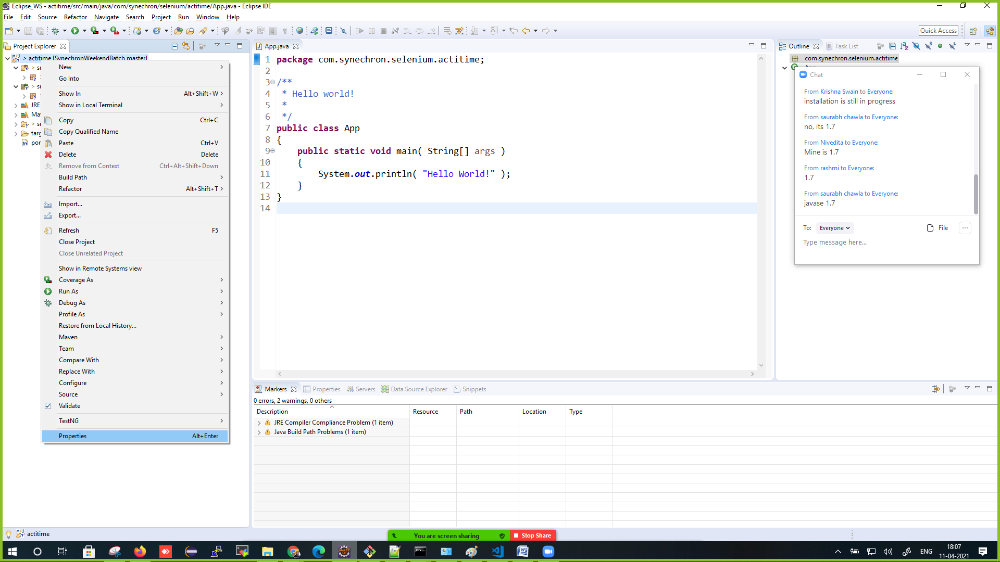 Eclipse_WS - actitime/src/main/java/com/synechron/selenium/actitime/App.java - Eclipse IDE
File Edit Source Refactor Navigate Search Project Run Window Help
Quick Access
Project Explorer
> actitime [SynechronWeekendBatch master]
JRE
targ
New
Go Into
Show In Alt+Shift+W >
Show in Local Terminal
Copy Ctrl+C
Copy Qualified Name
Paste Ctrl+V
Delete Delete
Remove from Context Ctrl+Alt+Shift+Down
Build Path
Refactor Alt+Shift+T >
Import...
Export...
Refresh F5
Close Project
Close Unrelated Project
Show in Remote Systems view
Coverage As
Run As
Debug As
Profile As
Restore from Local History...
Maven
Team
Compare With
Replace With
Configure
Source
Validate
TestNG
Properties Alt+Enter
App.java
1 package com.synechron.selenium.actitime;
2
3 /**
4 * Hello world!
5 *
6 */
7 public class App
8 {
9 public static void main( String[] args )
10 {
11 System.out.println( "Hello World!" );
12 }
13 }
14
Outline Task List
com.synechron.selenium.actitime
Chat
From Krishna Swain to Everyone:
installation is still in progress
From saurabh chawla to Everyone:
no, its 1.7
From Nivedita to Everyone:
Mine is 1.7
From rashmi to Everyone:
1.7
From saurabh chawla to Everyone:
javase 1.7
To: Everyone File ...
Type message here...
Markers Properties Servers Data Source Explorer Snippets
0 errors, 2 warnings, 0 others
Description Resource Path Location Type
JRE Compiler Compliance Problem (1 item)
Java Build Path Problems (1 item)
actitime
You are screen sharing Stop Share
ENG
18:07
11-04-2021